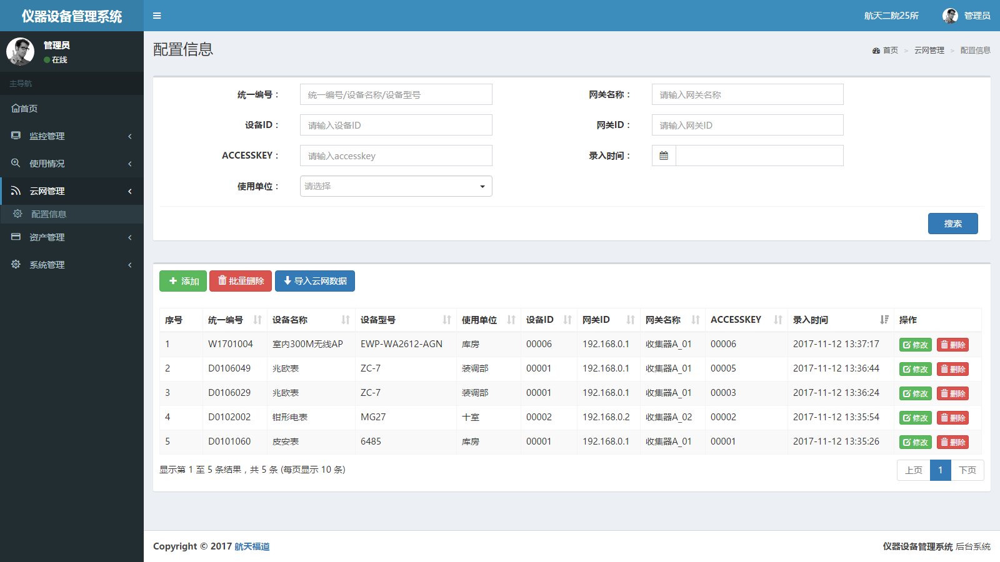 仪器设备管理系统
航天二院25所 管理员
管理员
在线
主导航
首页
监控管理
使用情况
云网管理
配置信息
资产管理
系统管理
配置信息
首页 > 云网管理 > 配置信息
统一编号： 统一编号/设备名称/设备型号 网关名称： 请输入网关名称
设备ID： 请输入设备ID 网关ID： 请输入网关ID
ACCESSKEY： 请输入accesskey 录入时间：
使用单位： 请选择
搜索
添加 批量删除 导入云网数据
序号 统一编号 设备名称 设备型号 使用单位 设备ID 网关ID 网关名称 ACCESSKEY 录入时间 操作
1 W1701004 室内300M无线AP EWP-WA2612-AGN 库房 00006 192.168.0.1 收集器A_01 00006 2017-11-12 13:37:17 修改 删除
2 D0106049 兆欧表 ZC-7 装调部 00001 192.168.0.1 收集器A_01 00005 2017-11-12 13:36:44 修改 删除
3 D0106029 兆欧表 ZC-7 装调部 00001 192.168.0.1 收集器A_01 00003 2017-11-12 13:36:24 修改 删除
4 D0102002 钳形电表 MG27 十室 00002 192.168.0.2 收集器A_02 00002 2017-11-12 13:35:54 修改 删除
5 D0101060 皮安表 6485 库房 00001 192.168.0.1 收集器A_01 00001 2017-11-12 13:35:26 修改 删除
显示第 1 至 5 条结果，共 5 条 (每页显示 10 条)
上页 1 下页
Copyright © 2017 航天福道
仪器设备管理系统 后台系统